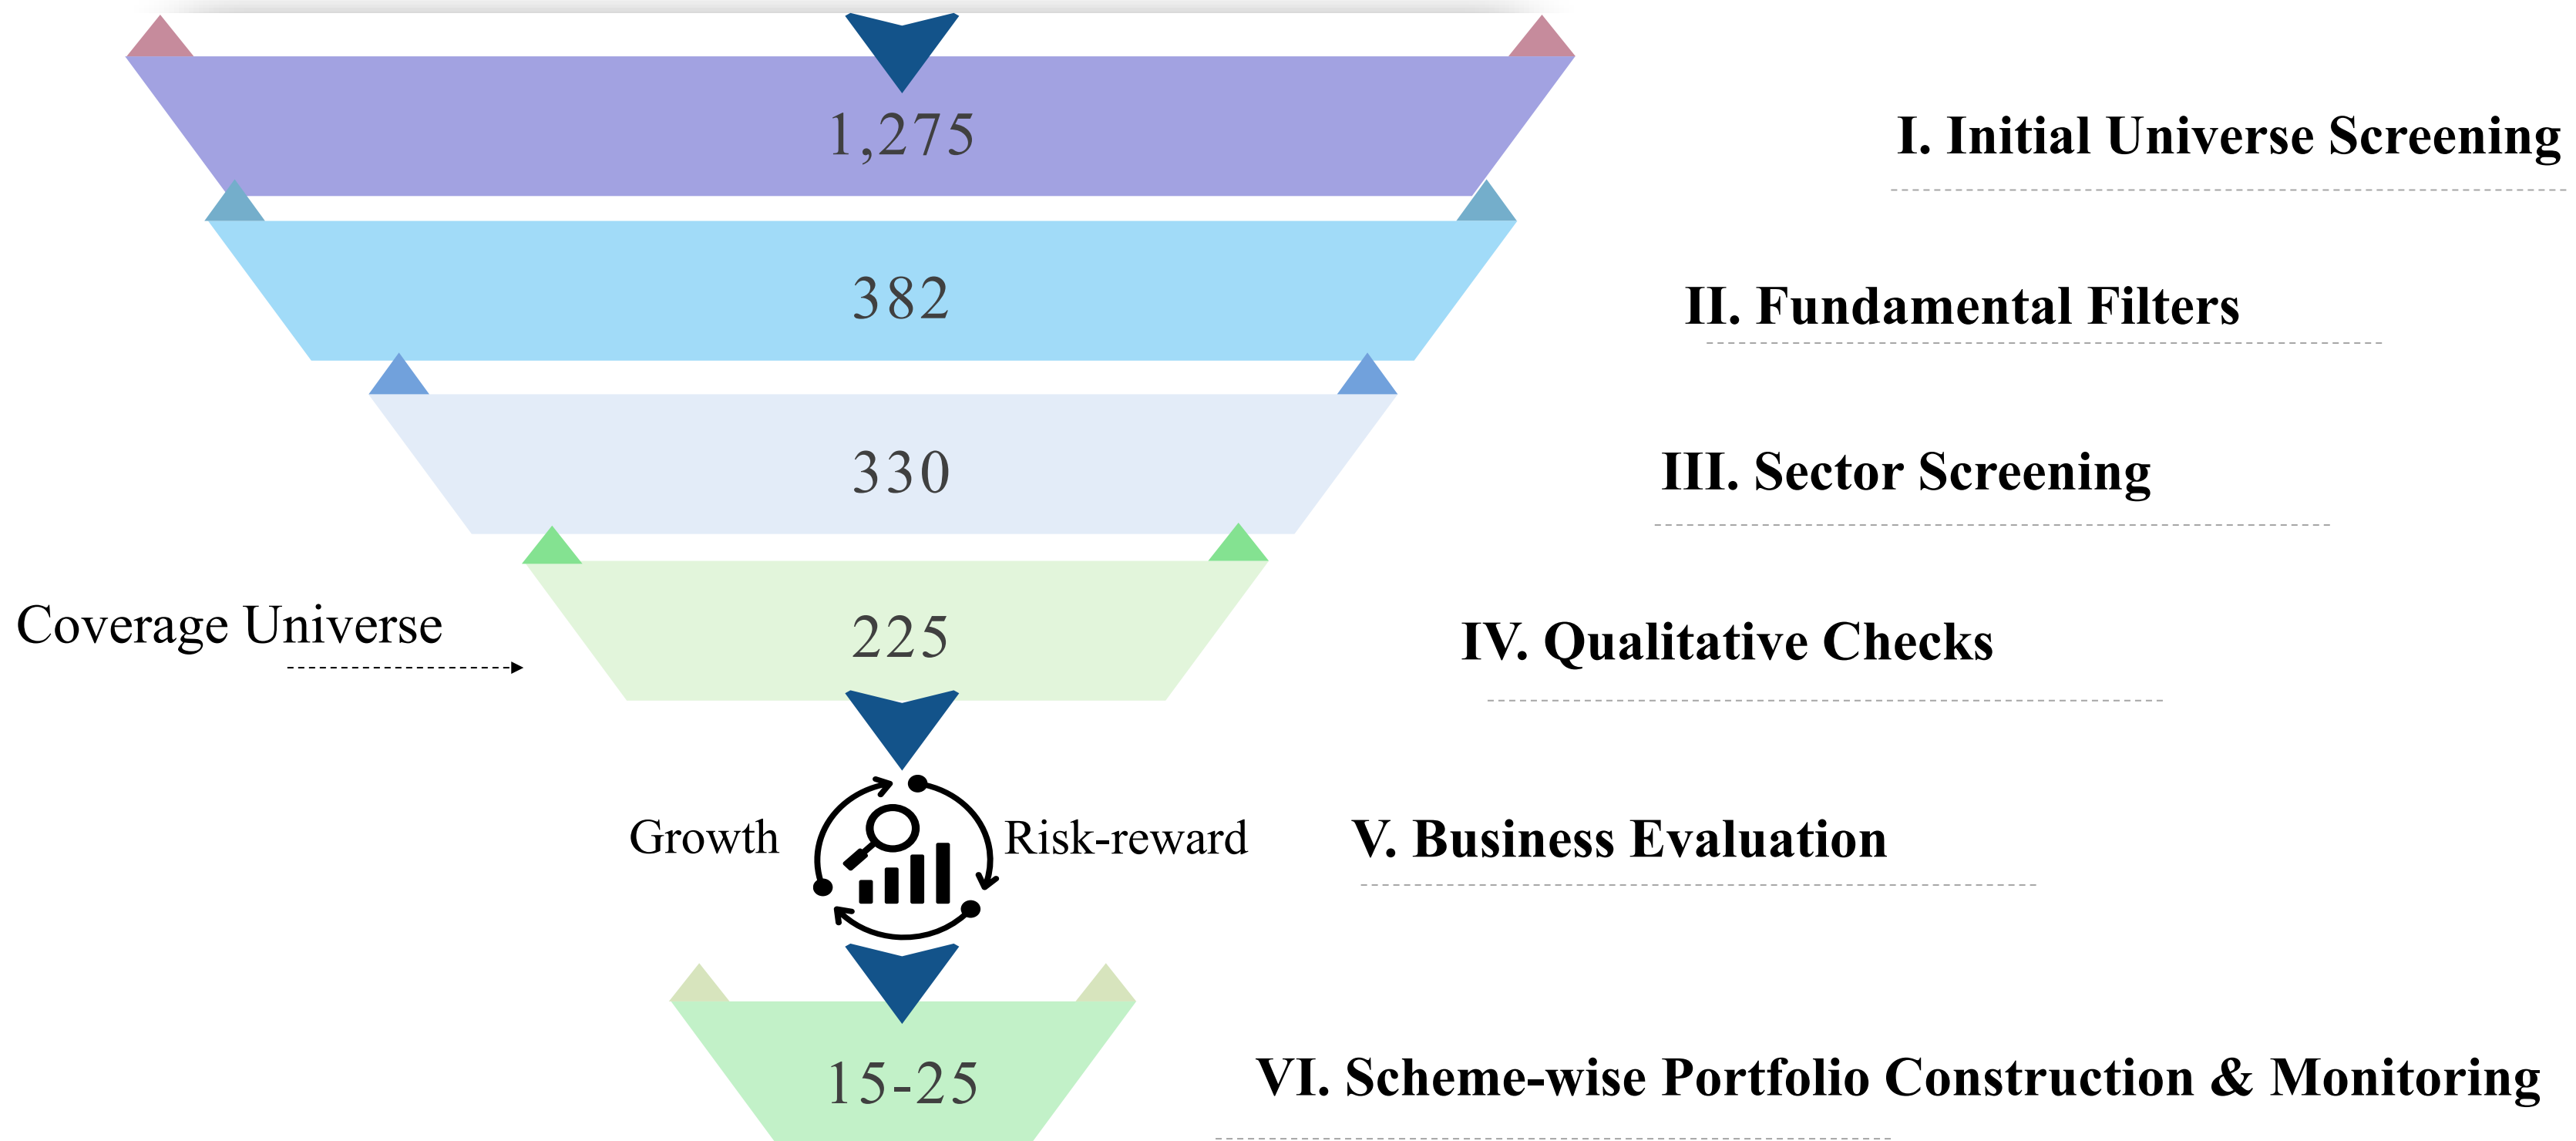 1,275
I. Initial Universe Screening
382
II. Fundamental Filters
330
III. Sector Screening
Coverage Universe
225
IV. Qualitative Checks
Growth
Risk-reward
V. Business Evaluation
15-25
VI. Scheme-wise Portfolio Construction & Monitoring